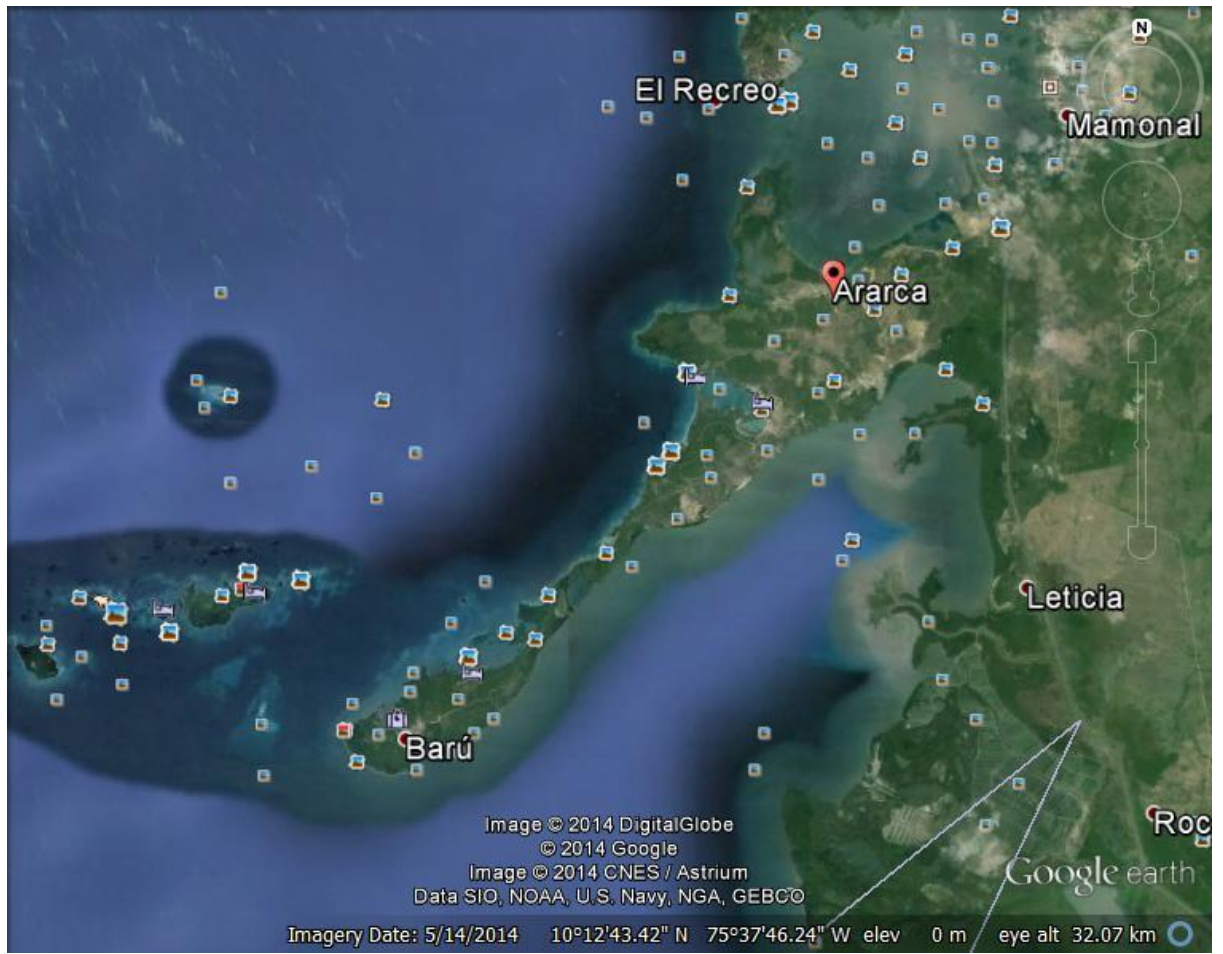 N
El Recreo
Mamonal
Ararca
Leticia
Barú
Roc
Image © 2014 DigitalGlobe
© 2014 Google
Image © 2014 CNES / Astrium
Data SIO, NOAA, U.S. Navy, NGA, GEBCO
Google earth
Imagery Date: 5/14/2014 10°12'43.42" N 75°37'46.24" W elev 0 m eye alt 32.07 km